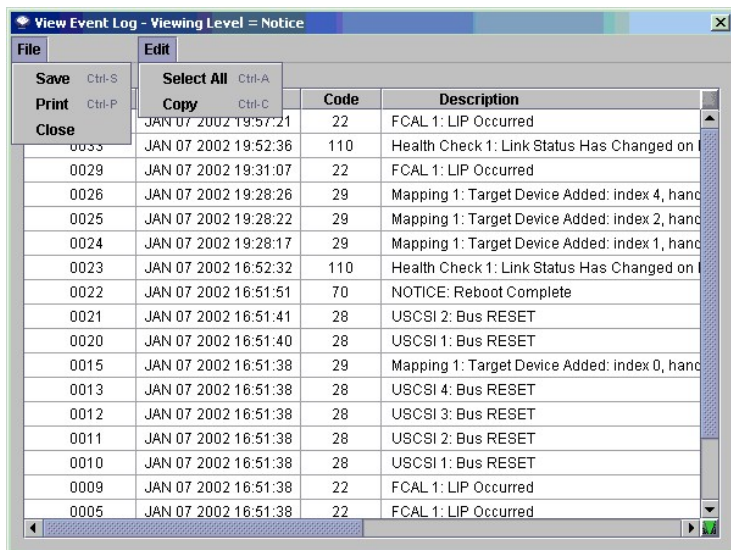 View Event Log - Viewing Level = Notice
File Edit
Save Ctrl-S Select All Ctrl-A
Print Ctrl-P Copy Ctrl-C
Close
Code Description
JAN 07 2002 19:57:21 22 FCAL 1: LIP Occurred
0033 JAN 07 2002 19:52:36 110 Health Check 1: Link Status Has Changed on
0029 JAN 07 2002 19:31:07 22 FCAL 1: LIP Occurred
0026 JAN 07 2002 19:28:26 29 Mapping 1: Target Device Added: index 4, hand
0025 JAN 07 2002 19:28:22 29 Mapping 1: Target Device Added: index 2, hand
0024 JAN 07 2002 19:28:17 29 Mapping 1: Target Device Added: index 1, hand
0023 JAN 07 2002 16:52:32 110 Health Check 1: Link Status Has Changed on
0022 JAN 07 2002 16:51:51 70 NOTICE: Reboot Complete
0021 JAN 07 2002 16:51:41 28 USCSI 2: Bus RESET
0020 JAN 07 2002 16:51:40 28 USCSI 1: Bus RESET
0015 JAN 07 2002 16:51:38 29 Mapping 1: Target Device Added: index 0, hand
0013 JAN 07 2002 16:51:38 28 USCSI 4: Bus RESET
0012 JAN 07 2002 16:51:38 28 USCSI 3: Bus RESET
0011 JAN 07 2002 16:51:38 28 USCSI 2: Bus RESET
0010 JAN 07 2002 16:51:38 28 USCSI 1: Bus RESET
0009 JAN 07 2002 16:51:38 22 FCAL 1: LIP Occurred
0005 JAN 07 2002 16:51:38 22 FCAL 1: LIP Occurred